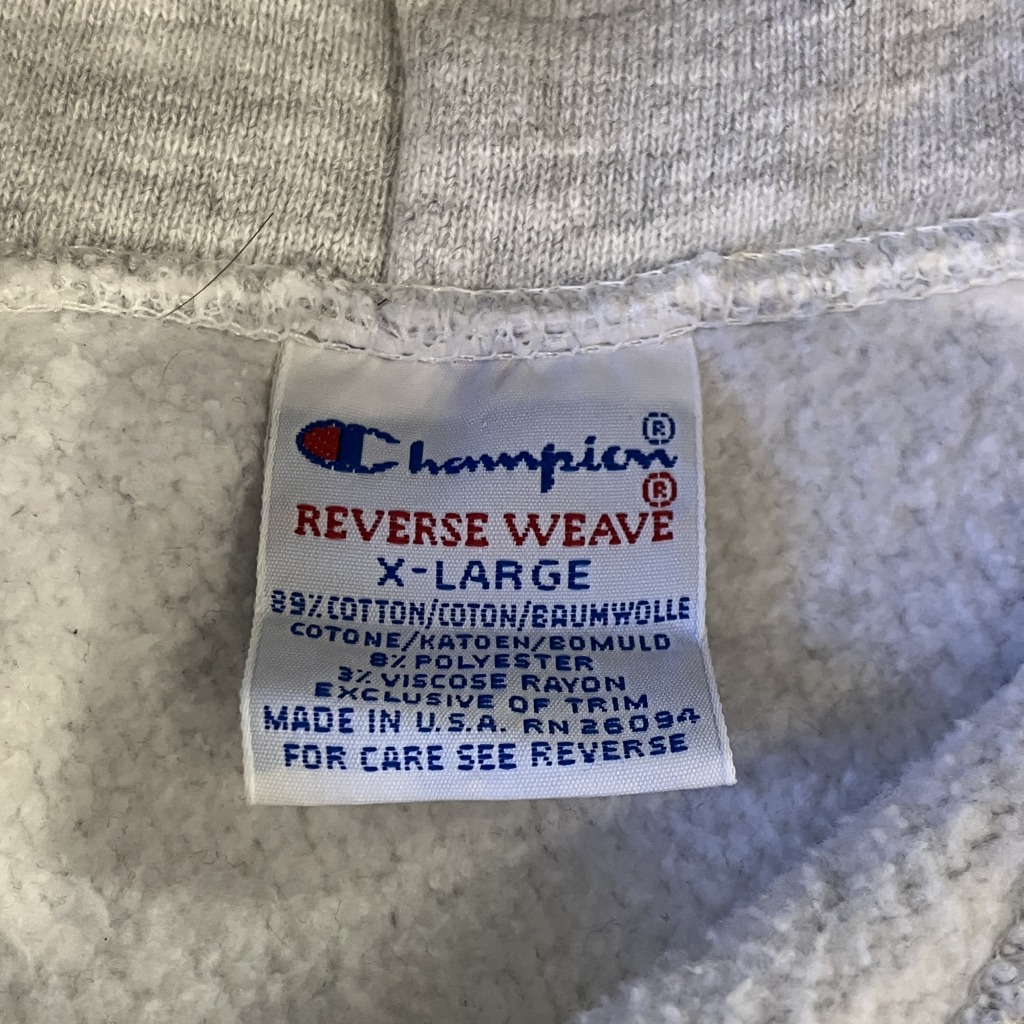 Champion®
REVERSE WEAVE®
X-LARGE
89% COTTON/COTON/BAUMWOLLE
COTONE/KATOEN/BOMULD
8% POLYESTER
3% VISCOSE RAYON
EXCLUSIVE OF TRIM
MADE IN U.S.A. RN 26094
FOR CARE SEE REVERSE